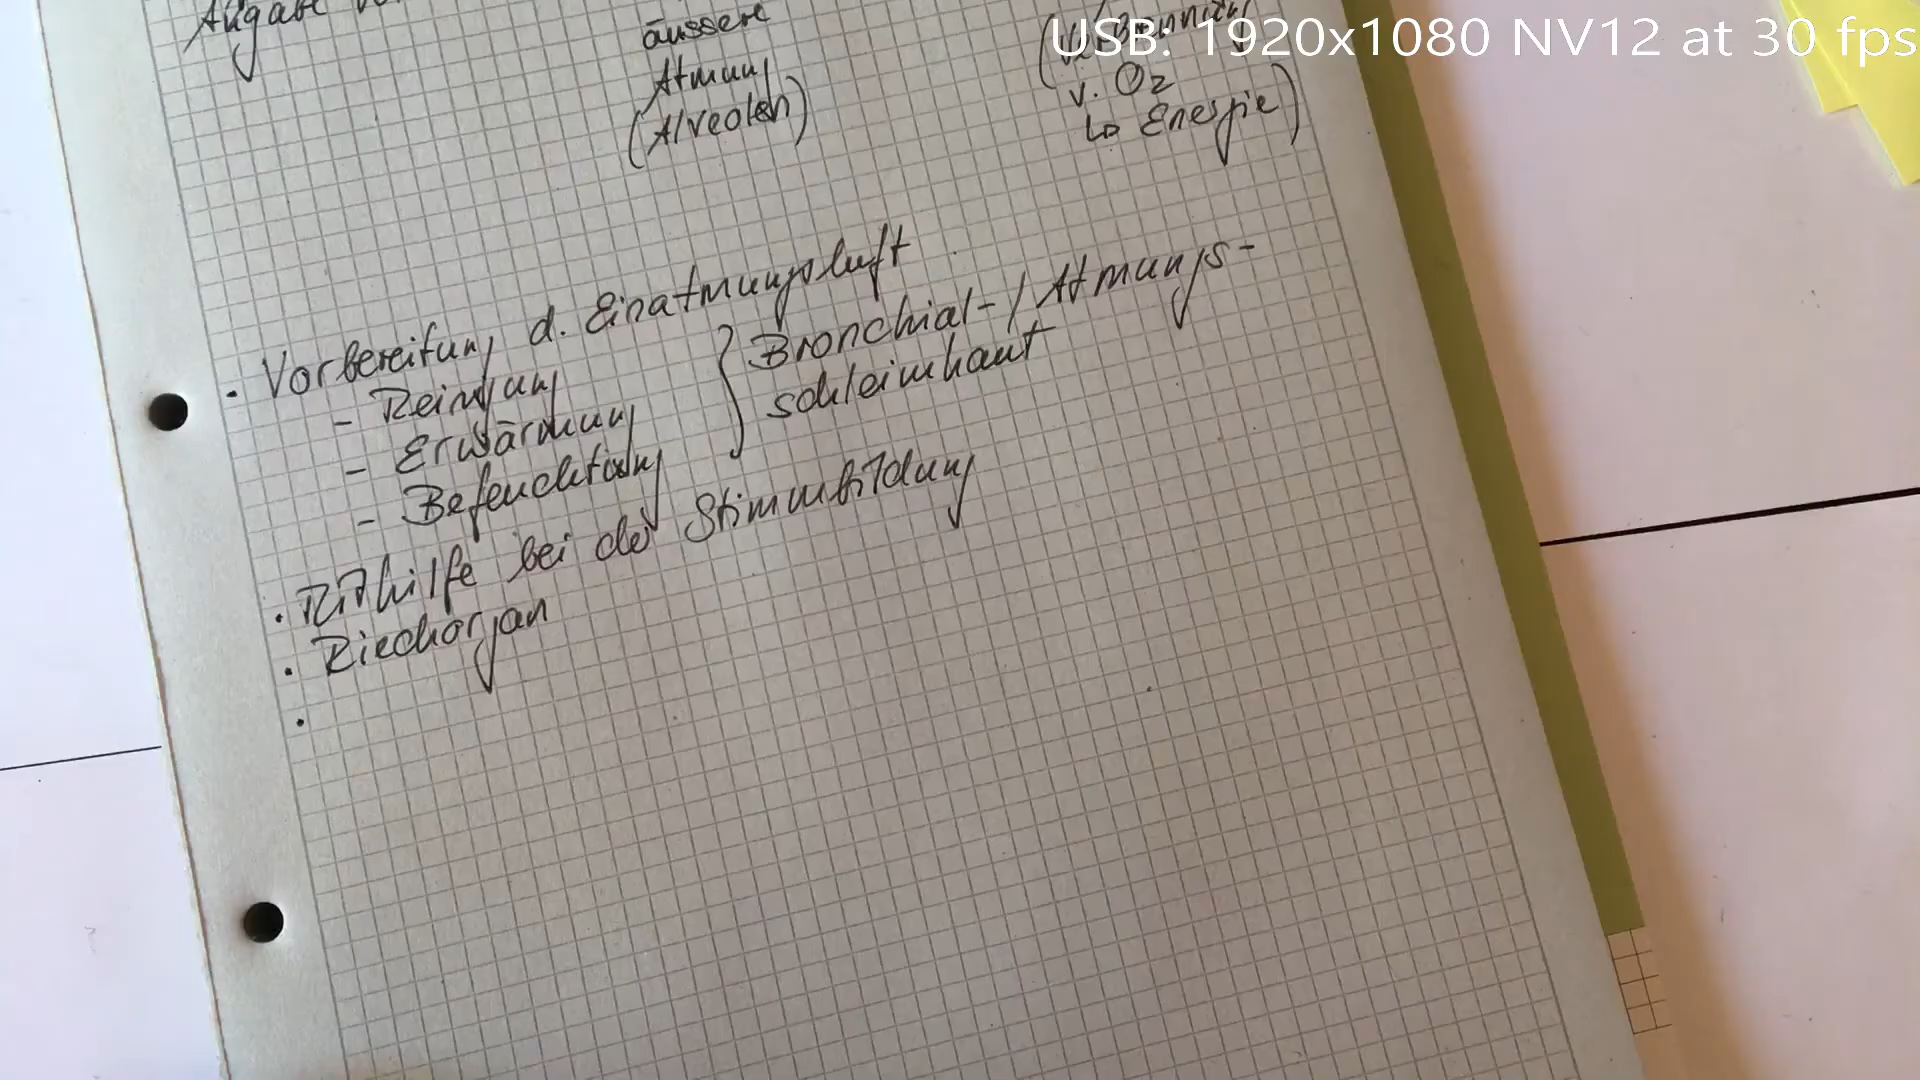 USB: 1920x1080 NV12 at 30 fps
äussere
Atmung
(Alveolen)
v. O2
↳ Energie)
• Vorbereitung d. Einatmungsluft
- Reinigung
- Erwärmung
- Befeuchtung
} Bronchial-/Atmungs-
schleimhaut
• Mithilfe bei der Stimmbildung
• Riechorgan
•